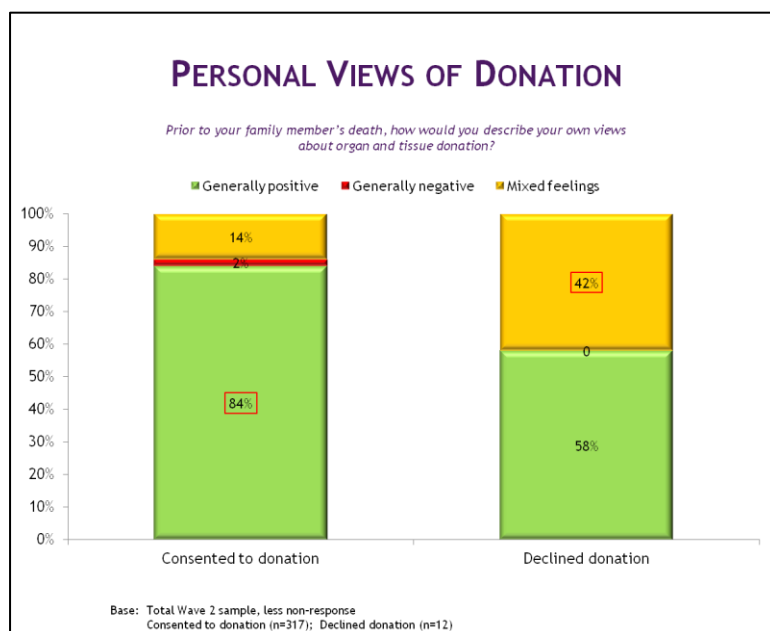 PERSONAL VIEWS OF DONATION
Prior to your family member's death, how would you describe your own views
about organ and tissue donation?
Generally positive Generally negative Mixed feelings
100%
90%
80%
70%
60%
50%
40%
30%
20%
10%
0%
14%
2%
84%
42%
0
58%
Consented to donation Declined donation
Base: Total Wave 2 sample, less non-response
Consented to donation (n=317); Declined donation (n=12)